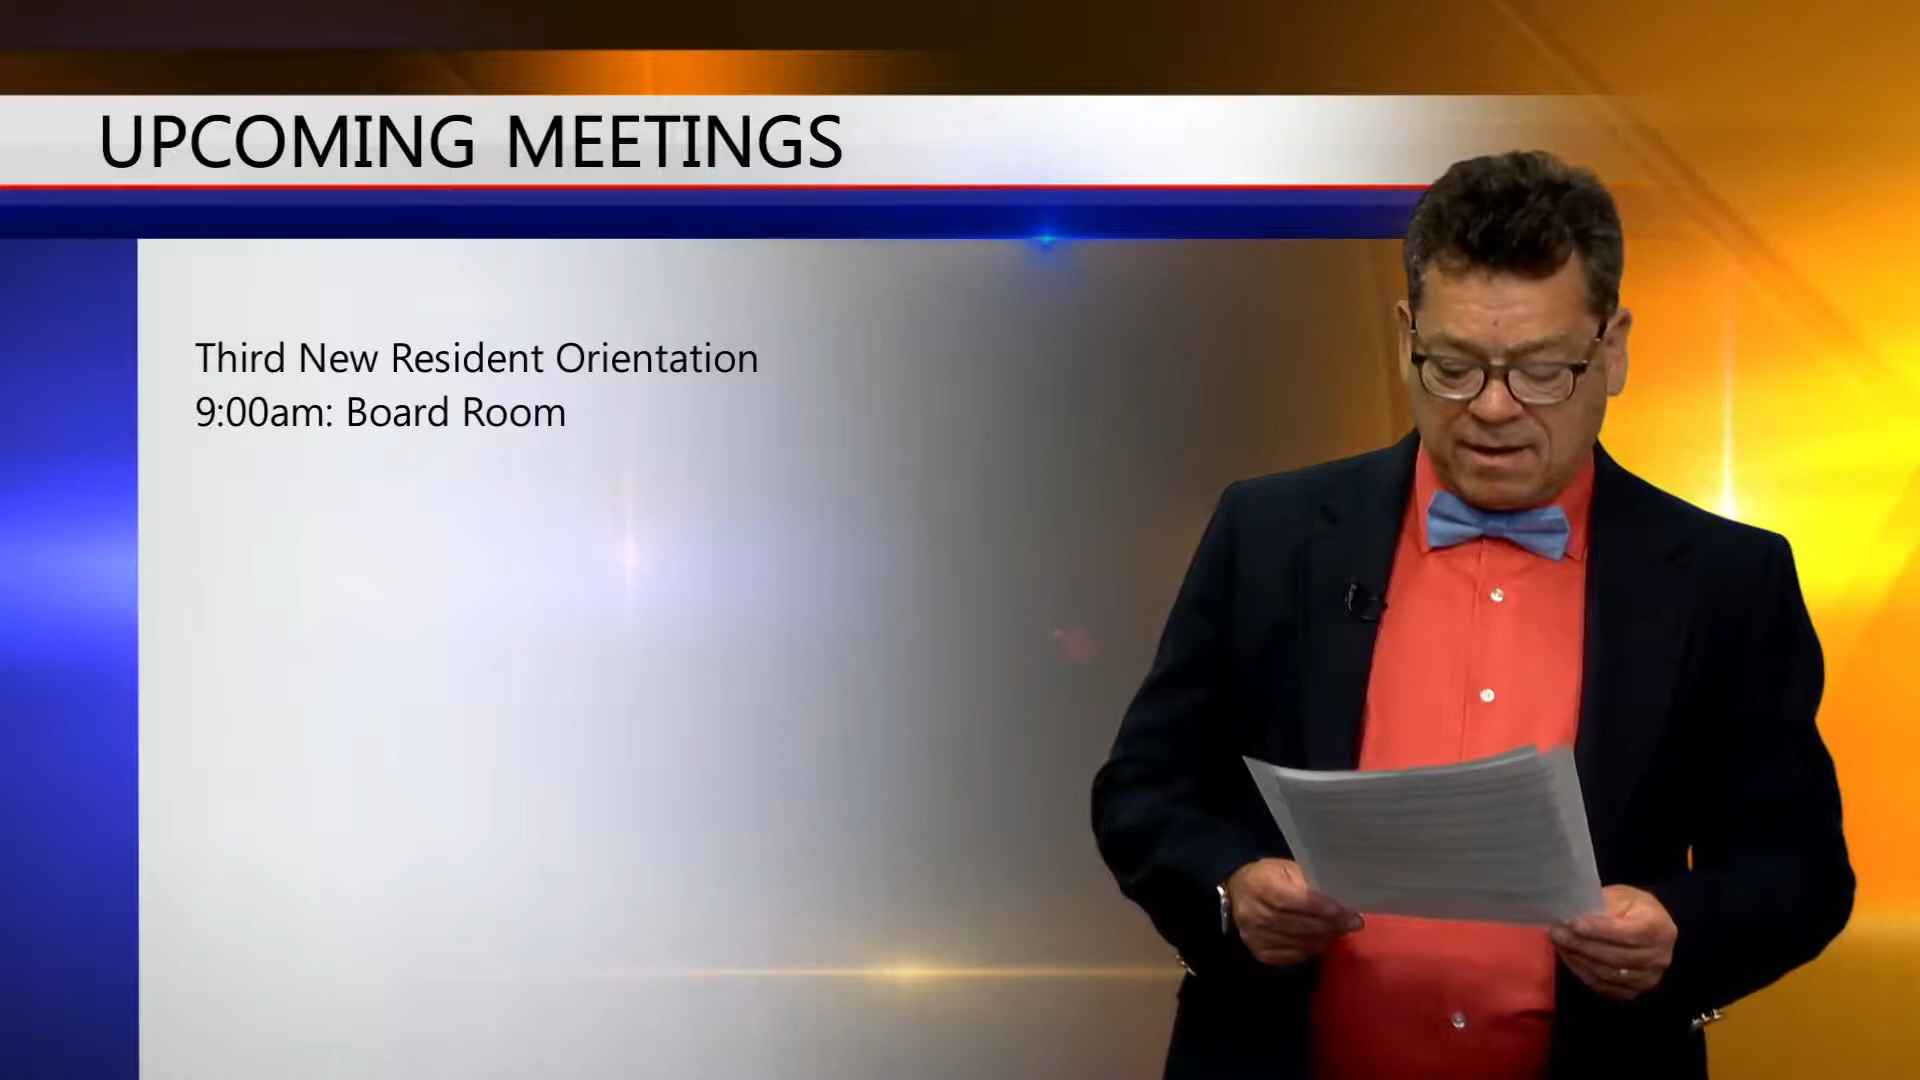 UPCOMING MEETINGS
Third New Resident Orientation
9:00am: Board Room